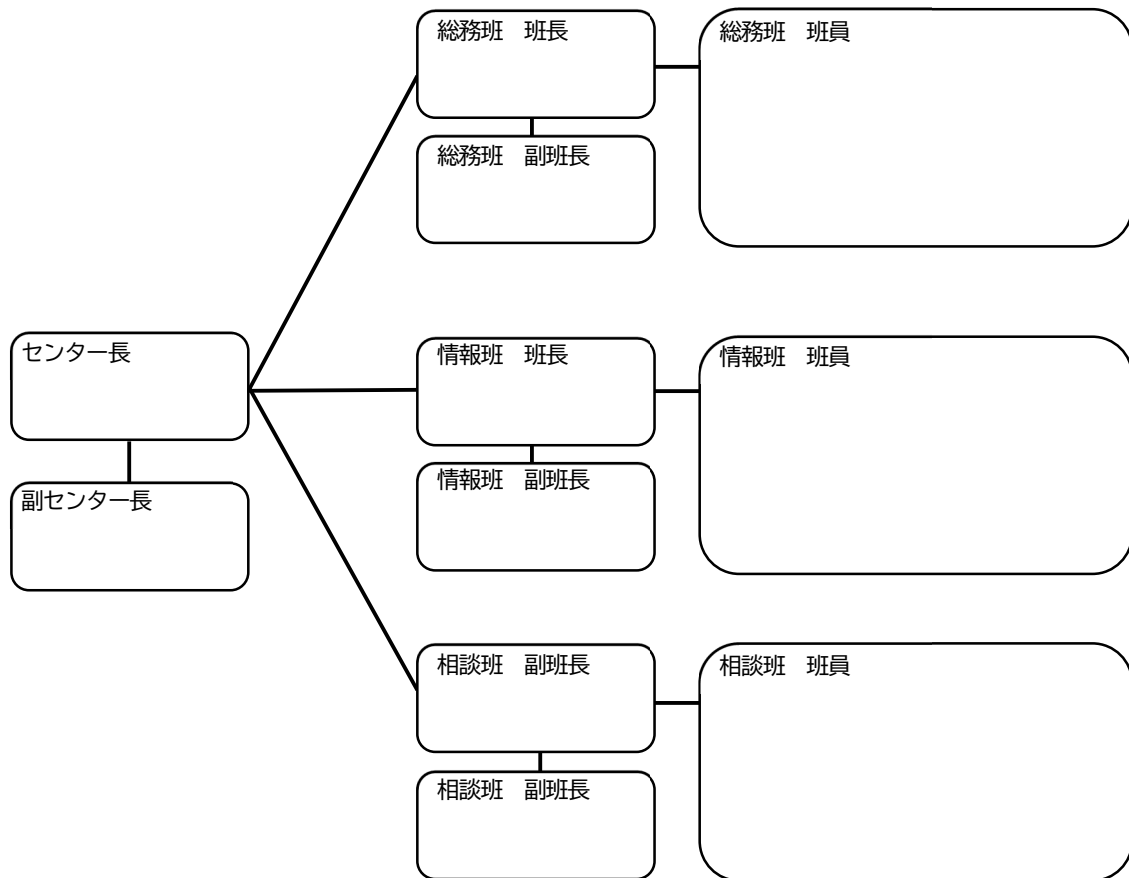 総務班　班長
総務班　班員
総務班　副班長
センター長
副センター長
情報班　班長
情報班　班員
情報班　副班長
相談班　副班長
相談班　班員
相談班　副班長